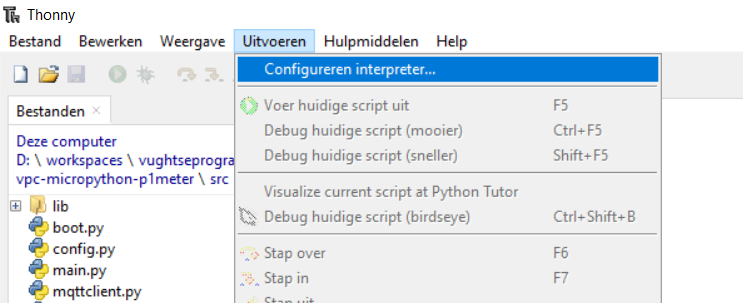 Thonny
Bestand Bewerken Weergave Uitvoeren Hulpmiddelen Help
Configureren interpreter...
Bestanden
Voer huidige script uit F5
Debug huidige script (mooier) Ctrl+F5
Debug huidige script (sneller) Shift+F5
Visualize current script at Python Tutor
Debug huidige script (birdseye) Ctrl+Shift+B
Stap over F6
Stap in F7
Stap uit
Deze computer
D: \ workspaces \ vughtseprogra
vpc-micropython-p1meter \ src
lib
boot.py
config.py
main.py
mqttclient.py